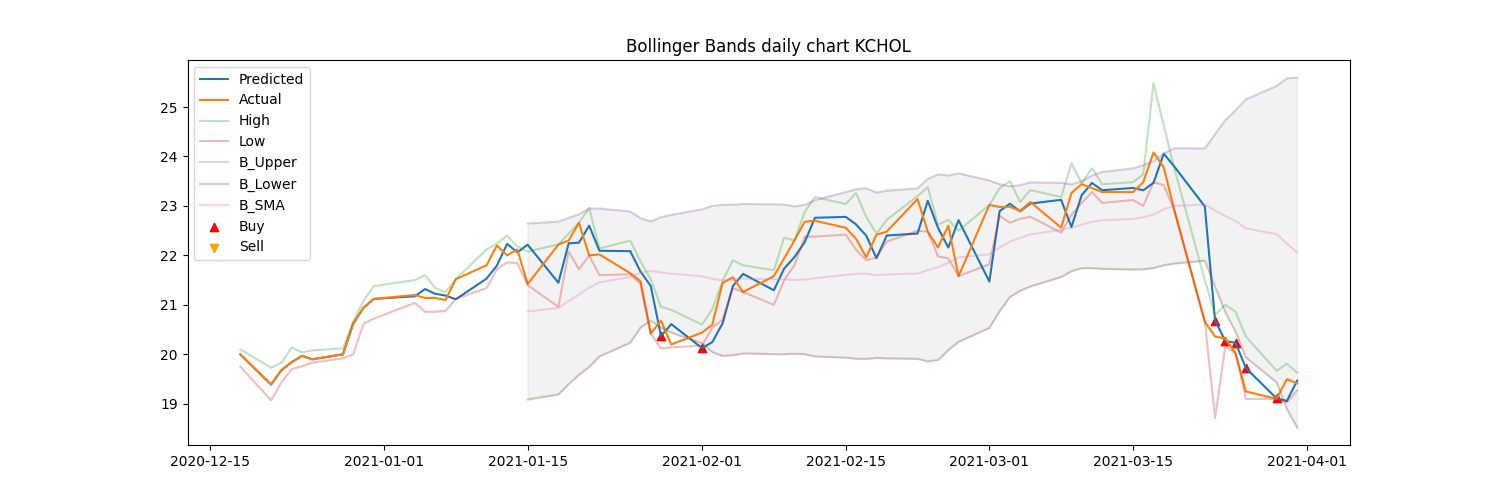 Bollinger Bands daily chart KCHOL
Predicted
Actual
High
Low
B_Upper
B_Lower
B_SMA
Buy
Sell
25
24
23
22
21
20
19
2020-12-15 2021-01-01 2021-01-15 2021-02-01 2021-02-15 2021-03-01 2021-03-15 2021-04-01